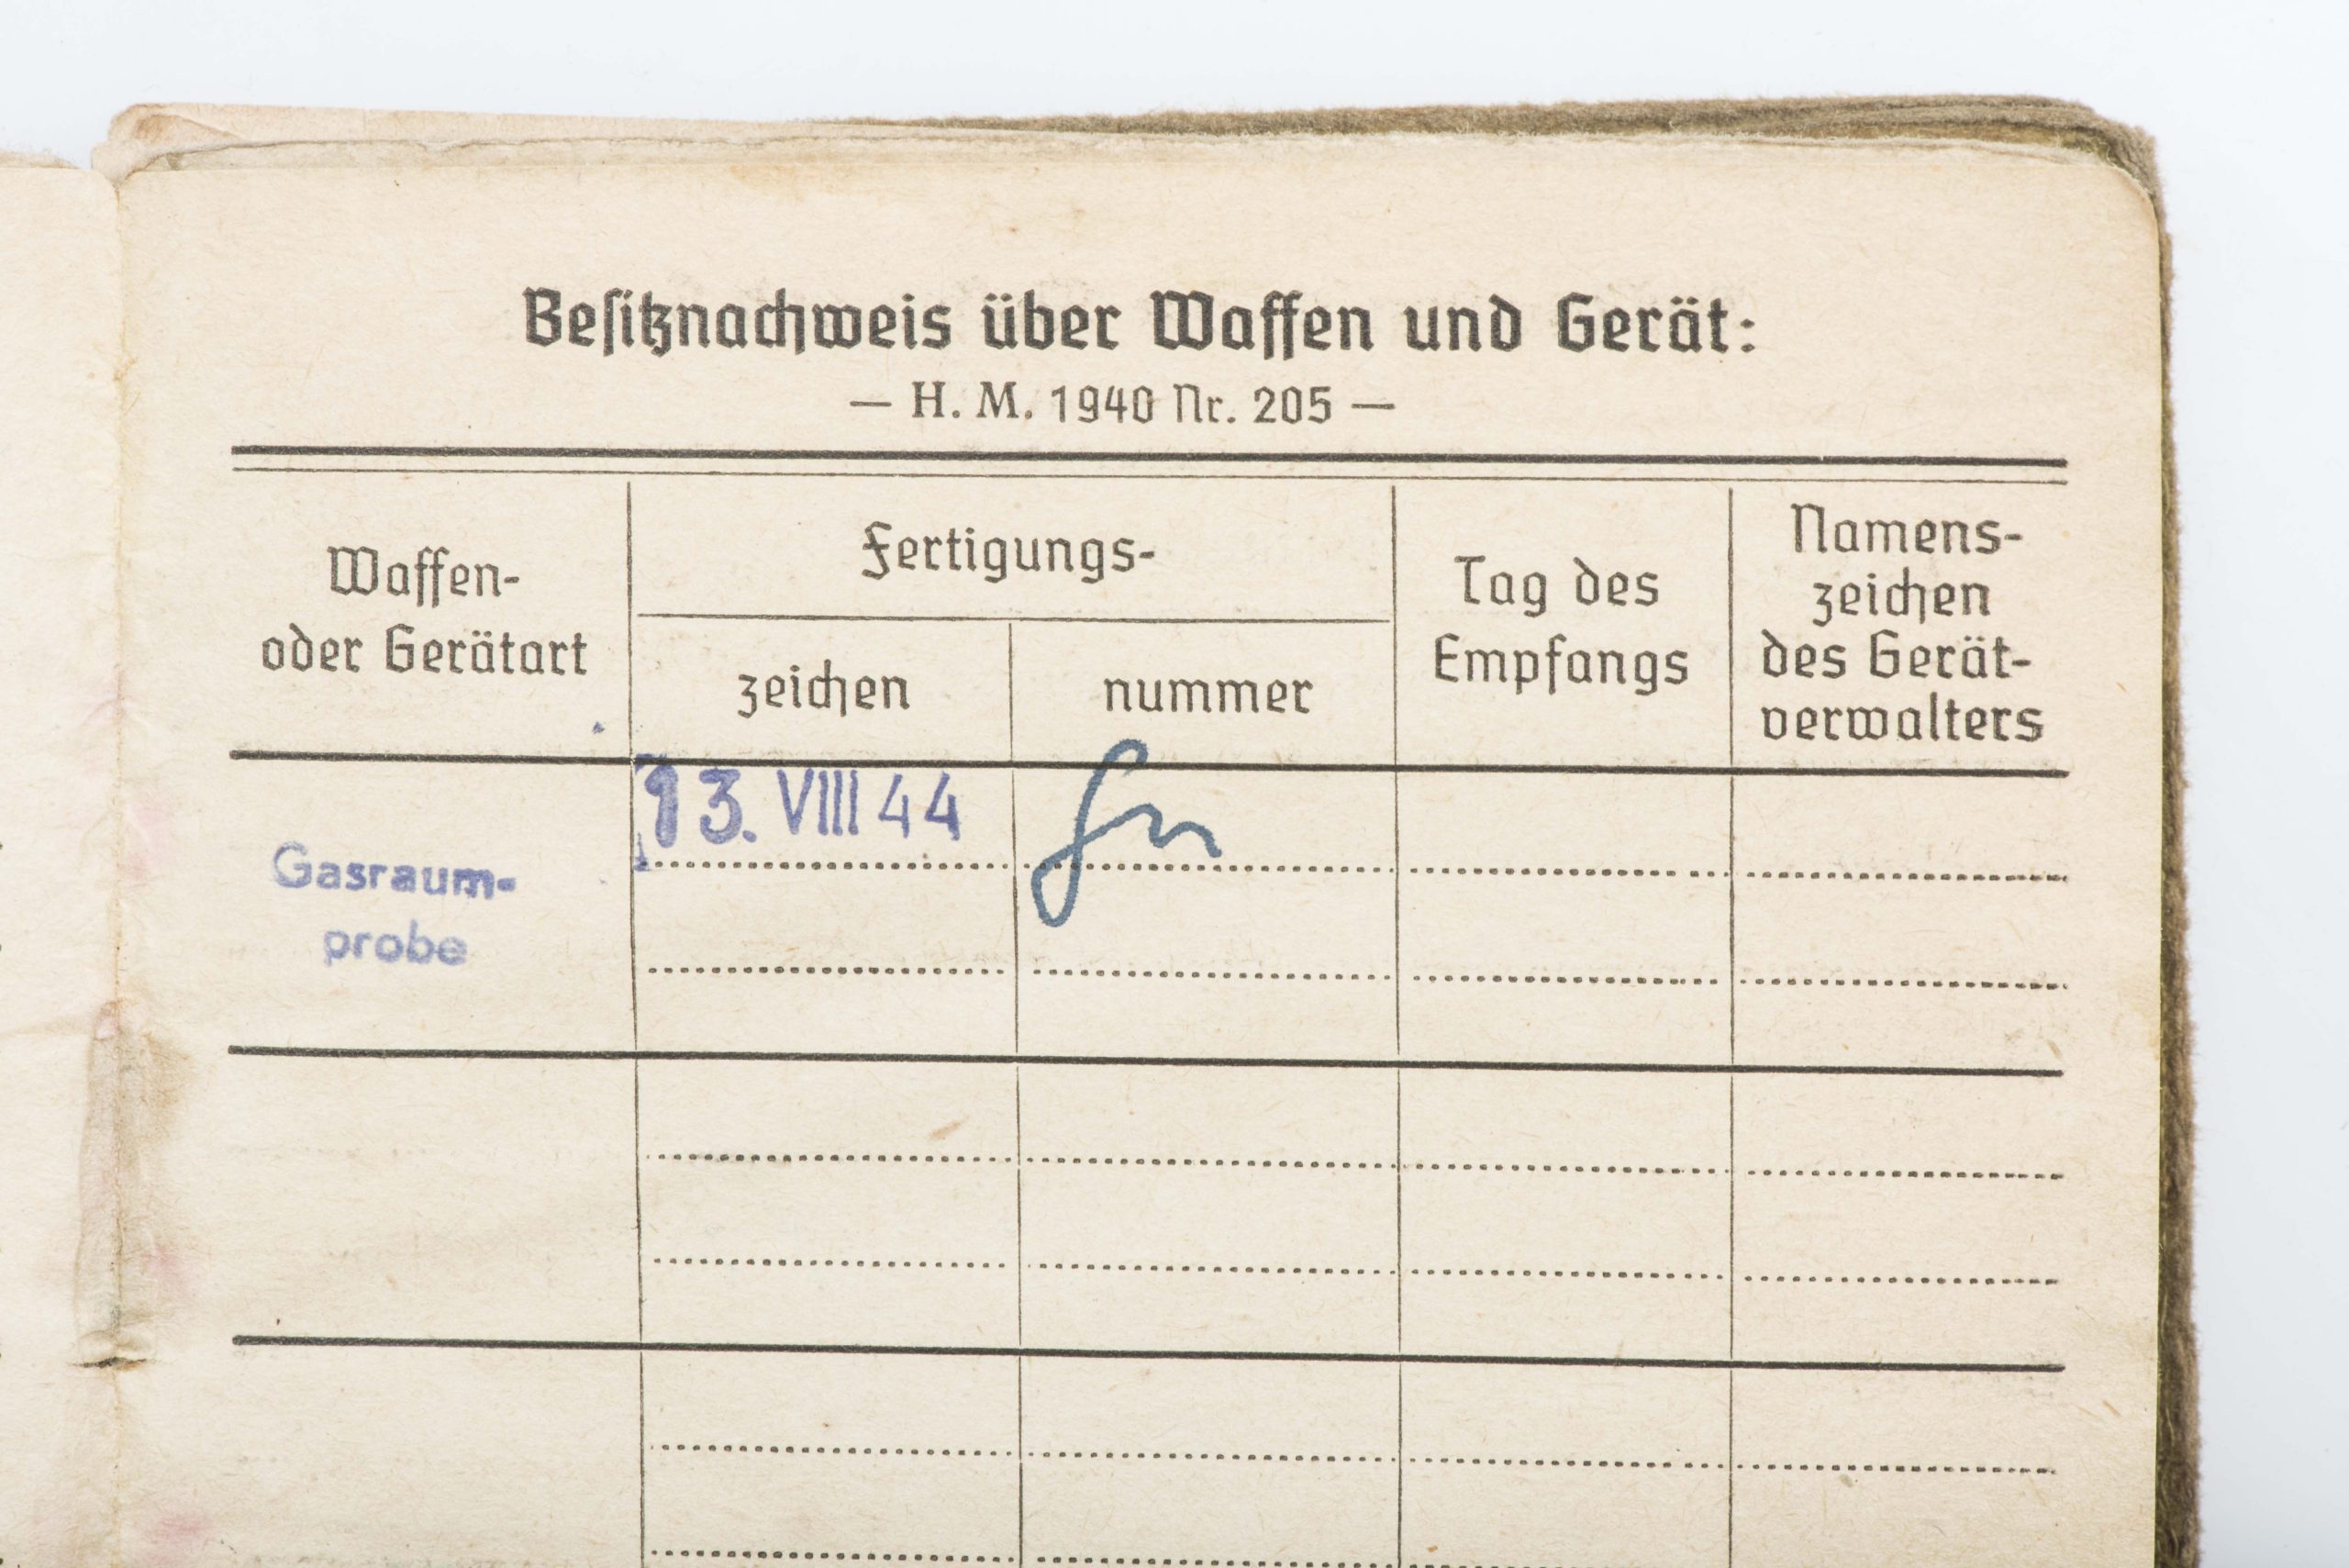 Besitznachweis über Waffen und Gerät:
— H. M. 1940 Nr. 205 —
Waffen-
oder Gerätart
Fertigungs-
zeichen
nummer
Tag des
Empfangs
Namens-
zeichen
des Gerät-
verwalters
Gasraum-
probe
13. VIII 44